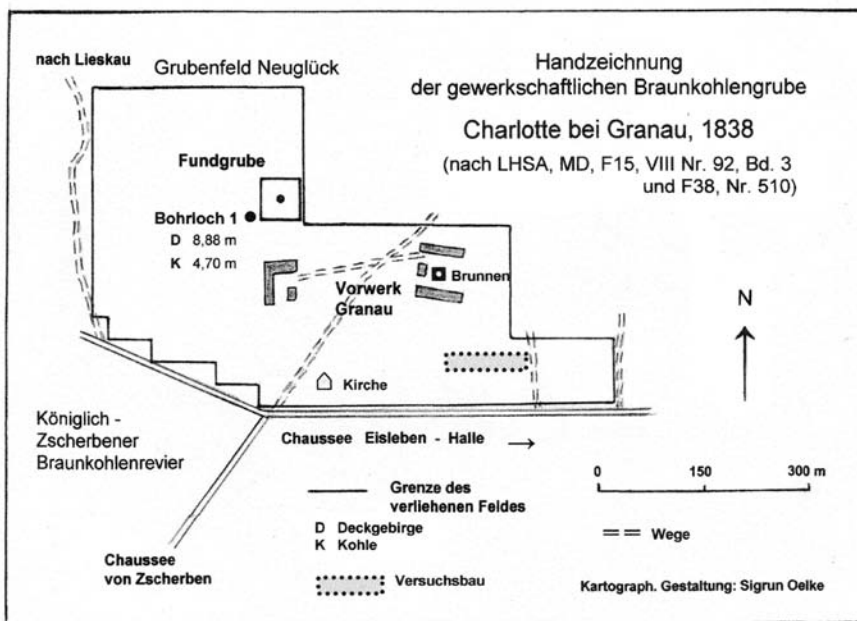 nach Lieskau
Grubenfeld Neuglück
Handzeichnung
der gewerkschaftlichen Braunkohlengrube
Charlotte bei Granau, 1838
(nach LHSA, MD, F15, VIII Nr. 92, Bd. 3
und F38, Nr. 510)
Fundgrube
Bohrloch 1
D 8,88 m
K 4,70 m
Brunnen
Vorwerk
Granau
N
Kirche
Königlich -
Zscherbener
Braunkohlenrevier
Chaussee Eisleben - Halle →
0 150 300 m
Grenze des
verliehenen Feldes
D Deckgebirge
K Kohle
Wege
Chaussee
von Zscherben
Versuchsbau
Kartograph. Gestaltung: Sigrun Oelke